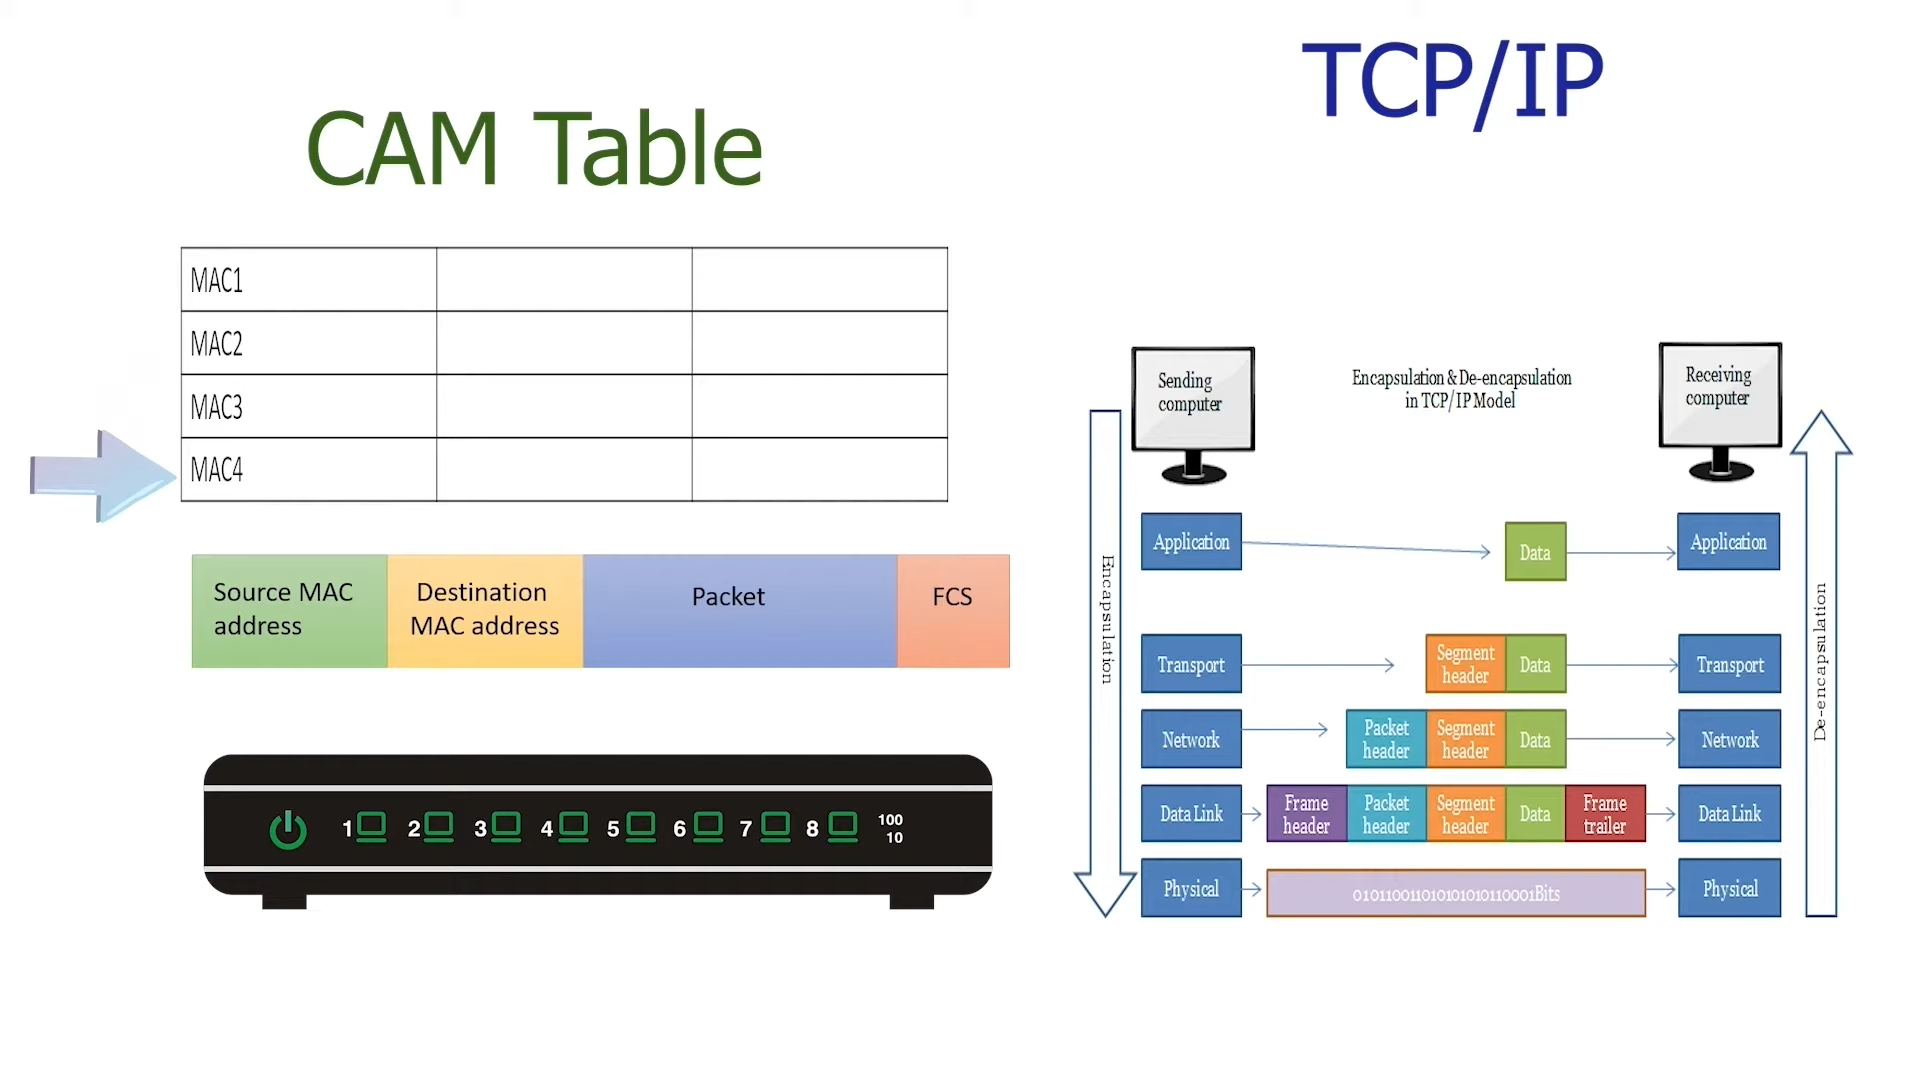 TCP/IP
CAM Table
MAC1
MAC2
MAC3
MAC4
Source MAC
address
Destination
MAC address
Packet
FCS
1 2 3 4 5 6 7 8 100
10
Sending
computer
Encapsulation & De-encapsulation
in TCP/IP Model
Receiving
computer
Encapsulation
De-encapsulation
Application
Data
Application
Transport
Segment
header
Data
Transport
Network
Packet
header
Segment
header
Data
Network
Data Link
Frame
header
Packet
header
Segment
header
Data
Frame
trailer
Data Link
Physical
01011001101010101011 0001Bits
Physical